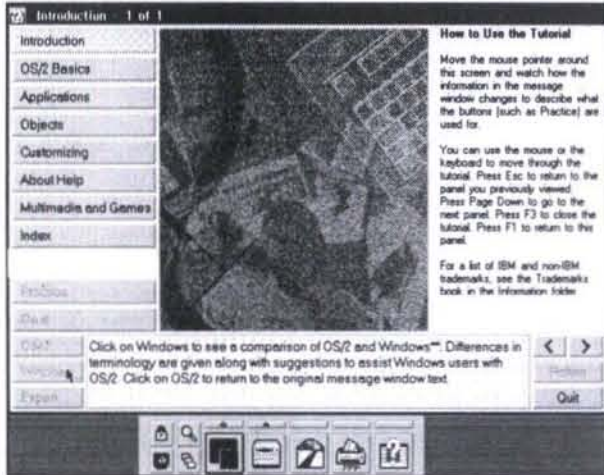 Introduction - 1 of 1
Introduction
OS/2 Basics
Applications
Objects
Customizing
About Help
Multimedia and Games
Index
Practice
OS/2
Windows
Expert
How to Use the Tutorial
Move the mouse pointer around
this screen and watch how the
information in the message
window changes to describe what
the buttons (such as Practice) are
used for.
You can use the mouse or the
keyboard to move through the
tutorial. Press Esc to return to the
panel you previously viewed.
Press Page Down to go to the
next panel. Press F3 to close the
tutorial. Press F1 to return to this
panel.
For a list of IBM and non-IBM
trademarks, see the Trademarks
book in the Information folder.
Click on Windows to see a comparison of OS/2 and Windows**. Differences in
terminology are given along with suggestions to assist Windows users with
OS/2. Click on OS/2 to return to the original message window text.
< >
Quit